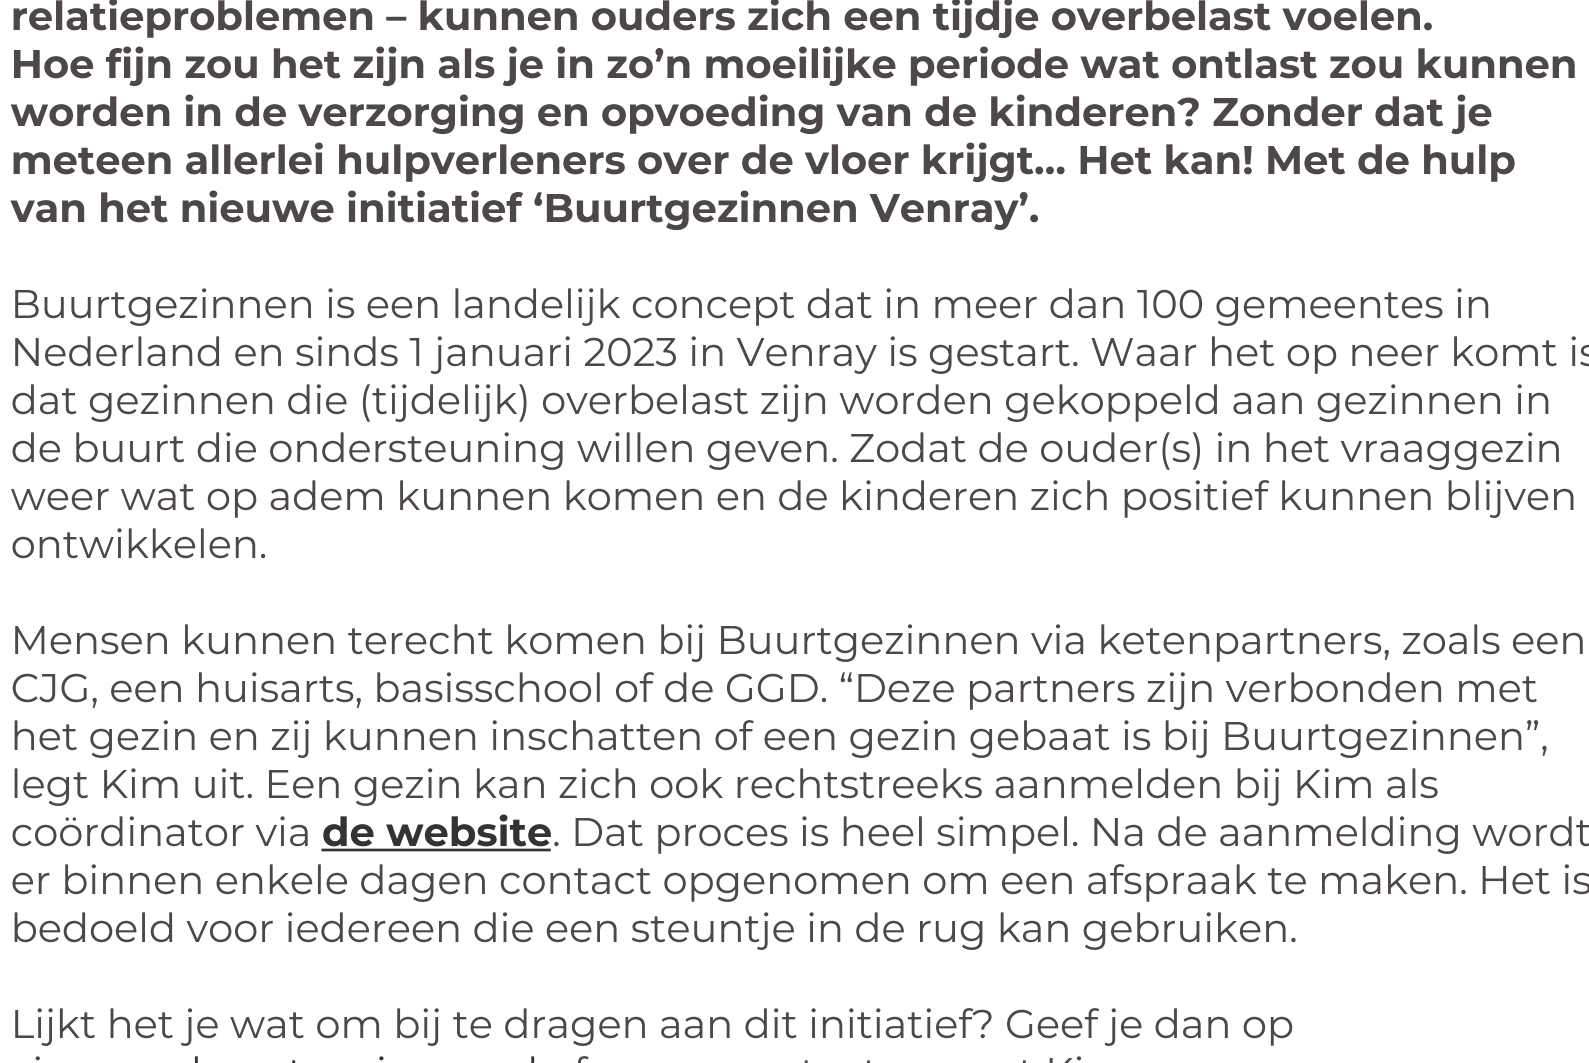 relatieproblemen – kunnen ouders zich een tijdje overbelast voelen.
Hoe fijn zou het zijn als je in zo’n moeilijke periode wat ontlast zou kunnen
worden in de verzorging en opvoeding van de kinderen? Zonder dat je
meteen allerlei hulpverleners over de vloer krijgt… Het kan! Met de hulp
van het nieuwe initiatief ‘Buurtgezinnen Venray’.
Buurtgezinnen is een landelijk concept dat in meer dan 100 gemeentes in
Nederland en sinds 1 januari 2023 in Venray is gestart. Waar het op neer komt is
dat gezinnen die (tijdelijk) overbelast zijn worden gekoppeld aan gezinnen in
de buurt die ondersteuning willen geven. Zodat de ouder(s) in het vraaggezin
weer wat op adem kunnen komen en de kinderen zich positief kunnen blijven
ontwikkelen.
Mensen kunnen terecht komen bij Buurtgezinnen via ketenpartners, zoals een
CJG, een huisarts, basisschool of de GGD. “Deze partners zijn verbonden met
het gezin en zij kunnen inschatten of een gezin gebaat is bij Buurtgezinnen”,
legt Kim uit. Een gezin kan zich ook rechtstreeks aanmelden bij Kim als
coördinator via de website. Dat proces is heel simpel. Na de aanmelding wordt
er binnen enkele dagen contact opgenomen om een afspraak te maken. Het is
bedoeld voor iedereen die een steuntje in de rug kan gebruiken.
Lijkt het je wat om bij te dragen aan dit initiatief? Geef je dan op